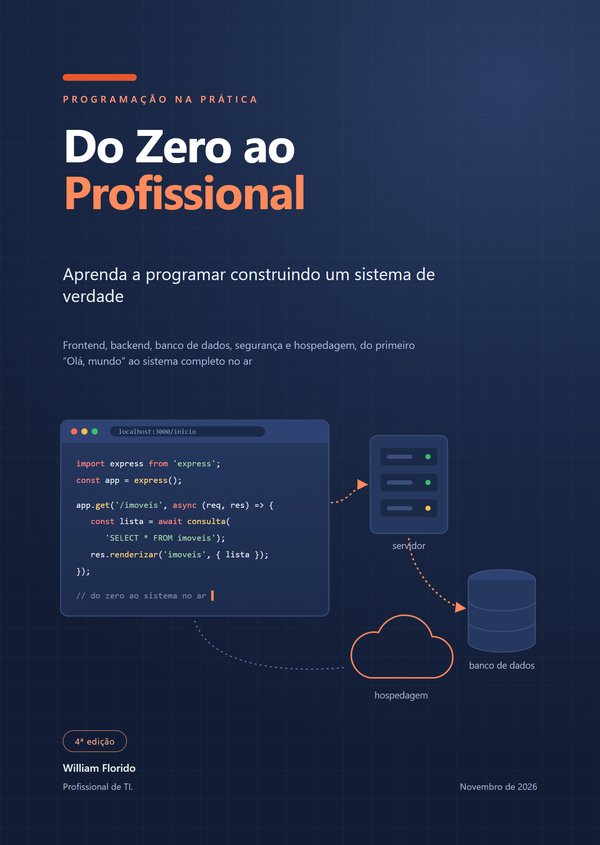 PROGRAMAÇÃO NA PRÁTICA
Do Zero ao
Profissional
Aprenda a programar construindo um sistema de
verdade
Frontend, backend, banco de dados, segurança e hospedagem, do primeiro
"Olá, mundo" ao sistema completo no ar
localhost:3000/inicio
import express from 'express';
const app = express();
app.get('/imoveis', async (req, res) => {
const lista = await consulta(
'SELECT * FROM imoveis');
res.renderizar('imoveis', { lista });
});
// do zero ao sistema no ar
servidor
banco de dados
hospedagem
4ª edição
William Florido
Profissional de TI.
Novembro de 2026